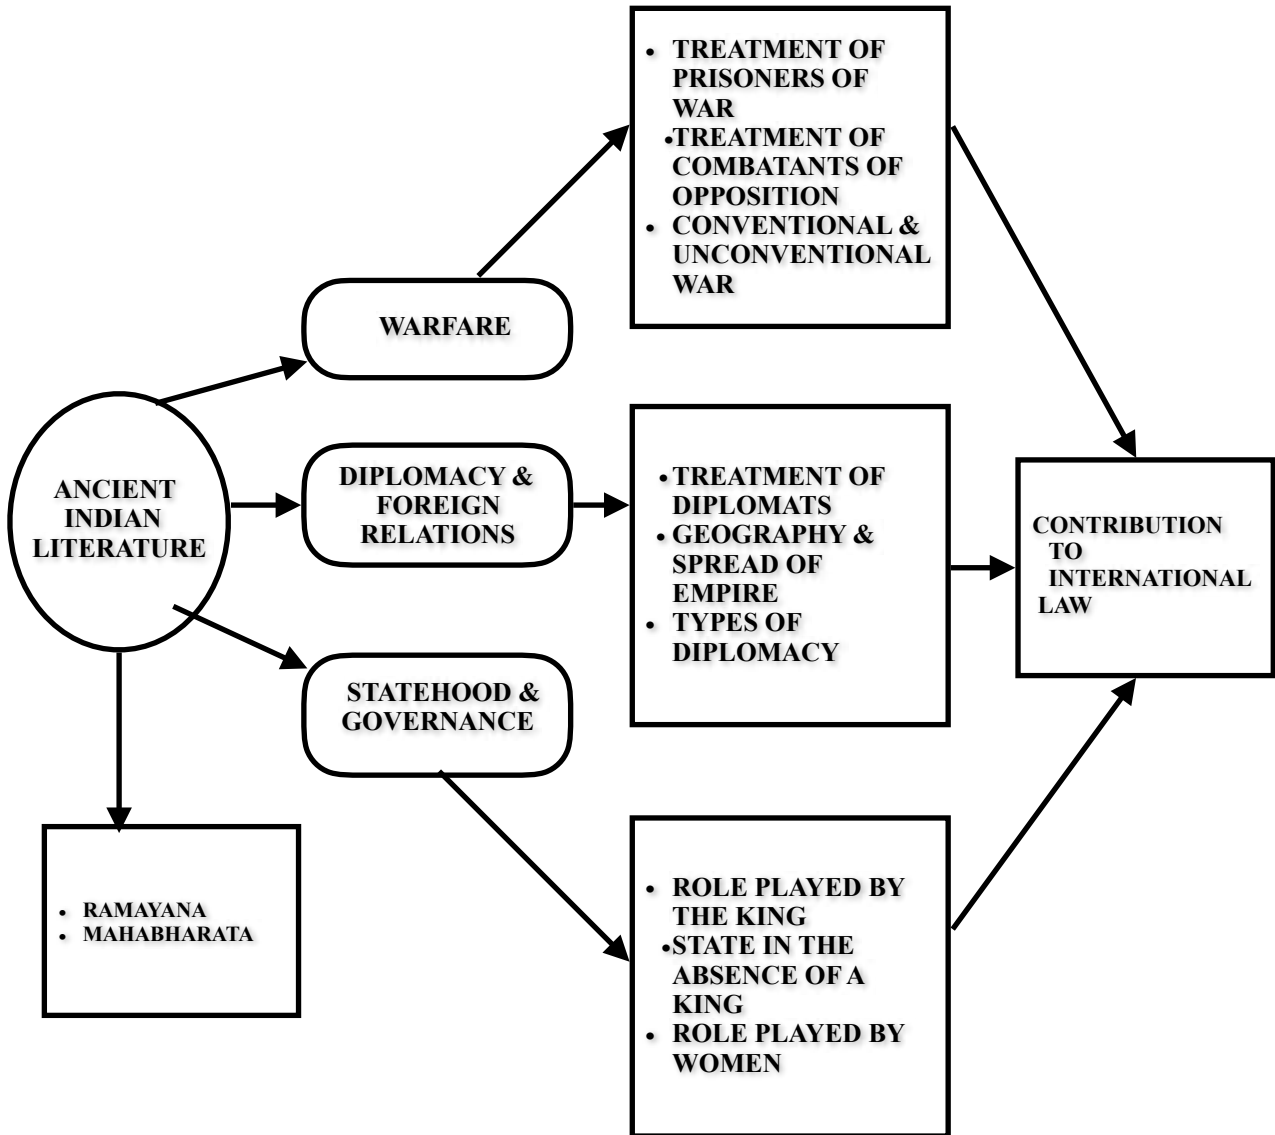 • TREATMENT OF
PRISONERS OF
WAR
• TREATMENT OF
COMBATANTS OF
OPPOSITION
• CONVENTIONAL &
UNCONVENTIONAL
WAR
WARFARE
ANCIENT
INDIAN
LITERATURE
DIPLOMACY &
FOREIGN
RELATIONS
• TREATMENT OF
DIPLOMATS
• GEOGRAPHY &
SPREAD OF
EMPIRE
• TYPES OF
DIPLOMACY
CONTRIBUTION
TO
INTERNATIONAL
LAW
STATEHOOD &
GOVERNANCE
• RAMAYANA
• MAHABHARATA
• ROLE PLAYED BY
THE KING
• STATE IN THE
ABSENCE OF A
KING
• ROLE PLAYED BY
WOMEN